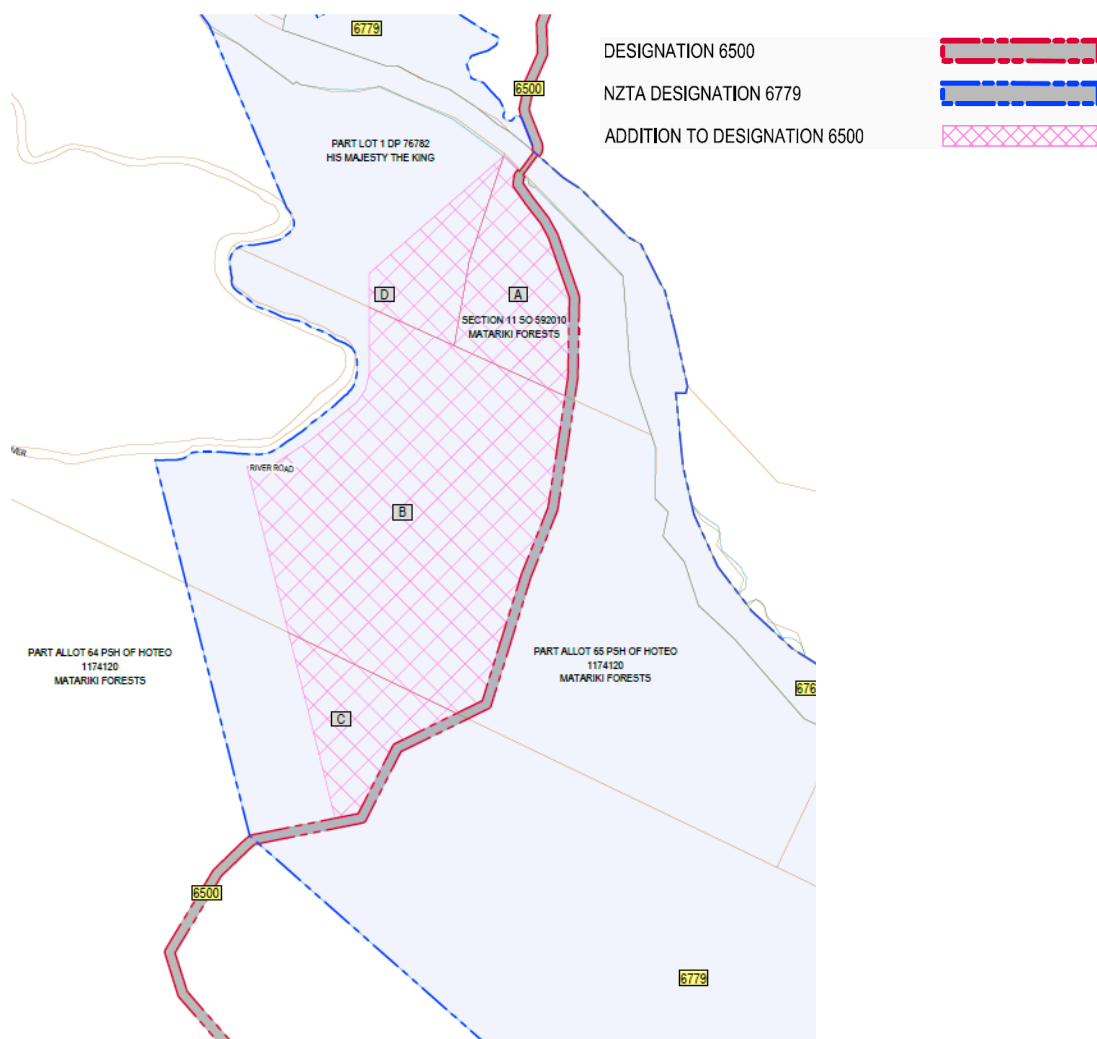 6779
DESIGNATION 6500
NZTA DESIGNATION 6779
6500
ADDITION TO DESIGNATION 6500
PART LOT 1 DP 76782
HIS MAJESTY THE KING
D
A
SECTION 11 SO 592010
MATARIKI FORESTS
VER
RIVER ROAD
B
PART ALLOT 64 PSH OF HOTEO
1174120
MATARIKI FORESTS
PART ALLOT 65 PSH OF HOTEO
1174120
MATARIKI FORESTS
676
C
6500
6779